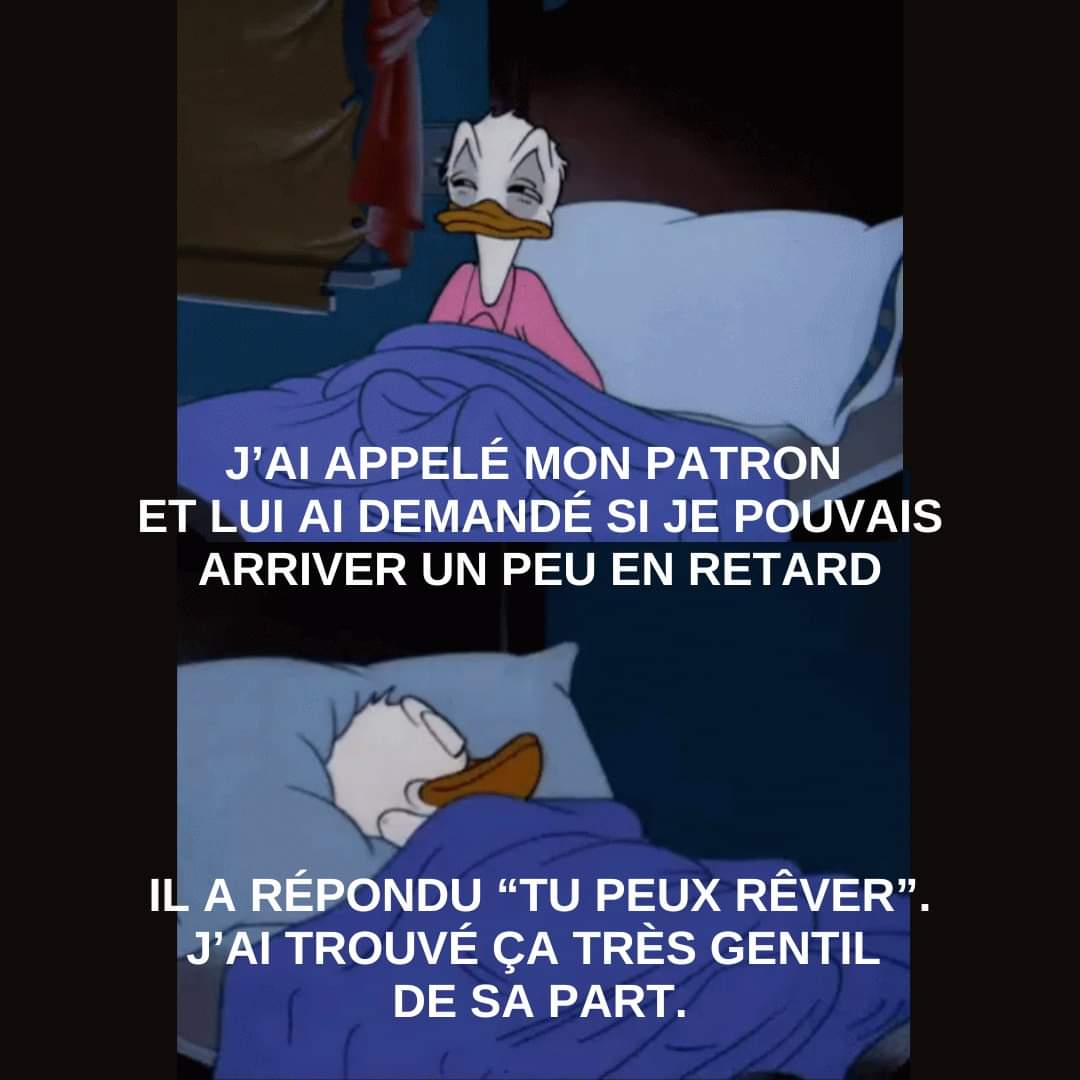 J’AI APPELÉ MON PATRON
ET LUI AI DEMANDÉ SI JE POUVAIS
ARRIVER UN PEU EN RETARD
IL A RÉPONDU “TU PEUX RÊVER”.
J’AI TROUVÉ ÇA TRÈS GENTIL
DE SA PART.